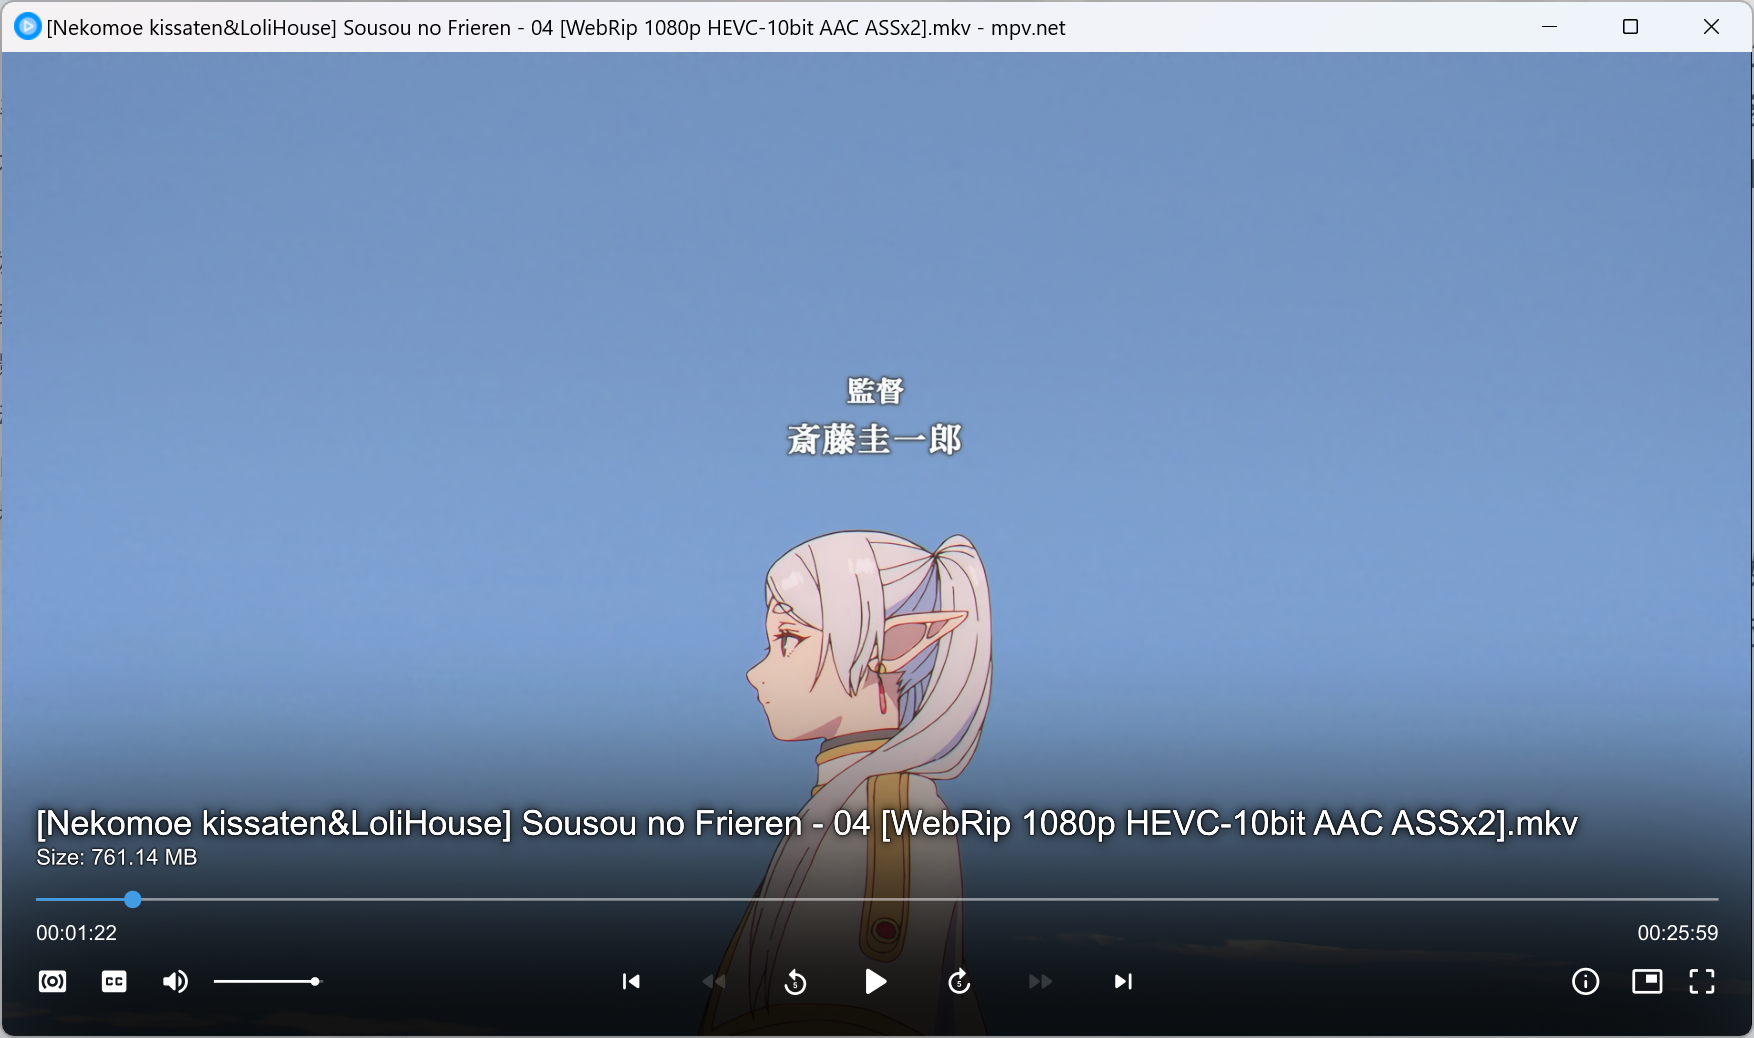 [Nekomoe kissaten&LoliHouse] Sousou no Frieren - 04 [WebRip 1080p HEVC-10bit AAC ASSx2].mkv - mpv.net
監督
斎藤圭一郎
[Nekomoe kissaten&LoliHouse] Sousou no Frieren - 04 [WebRip 1080p HEVC-10bit AAC ASSx2].mkv
Size: 761.14 MB
00:01:22
00:25:59
CC
5
5